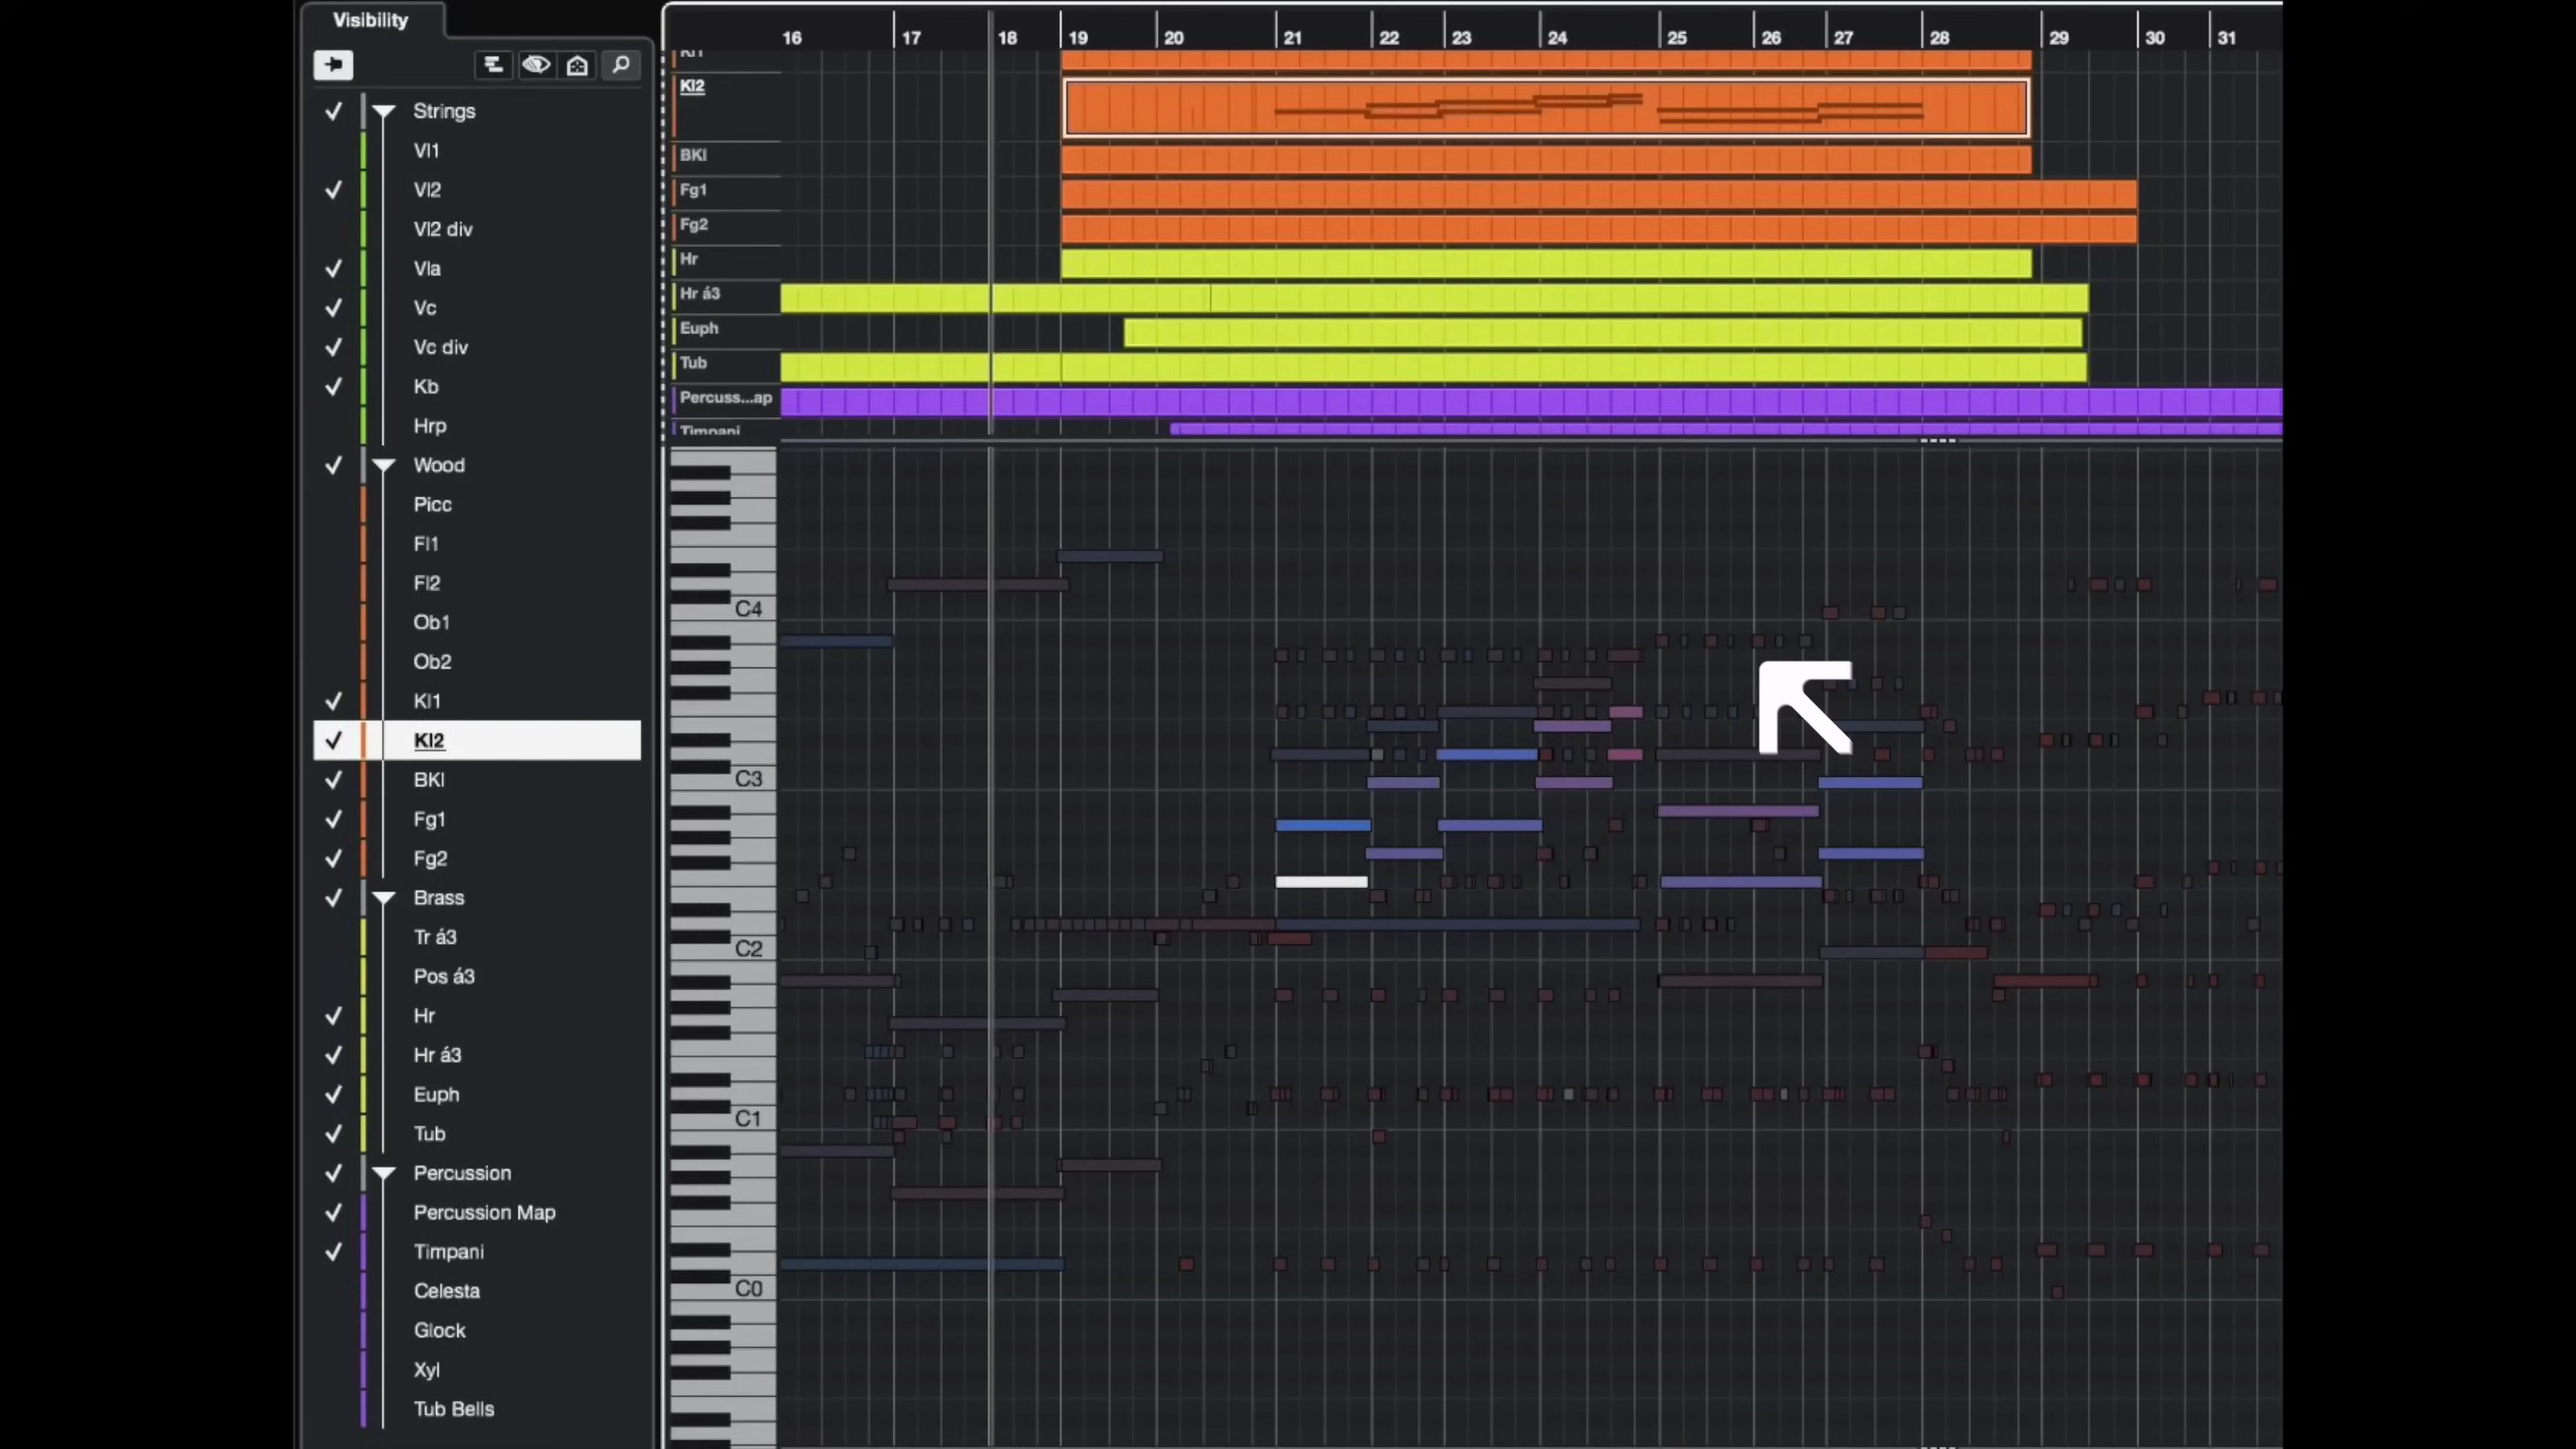 Visibility
Strings
Vl1
Vl2
Vl2 div
Vla
Vc
Vc div
Kb
Hrp
Wood
Picc
Fl1
Fl2
Ob1
Ob2
Kl1
Kl2
BKl
Fg1
Fg2
Brass
Tr á3
Pos á3
Hr
Hr á3
Euph
Tub
Percussion
Percussion Map
Timpani
Celesta
Glock
Xyl
Tub Bells
16 17 18 19 20 21 22 23 24 25 26 27 28 29 30 31
Kl1
Kl2
BKl
Fg1
Fg2
Hr
Hr á3
Euph
Tub
Percuss...ap
Timpani
C4
C3
C2
C1
C0